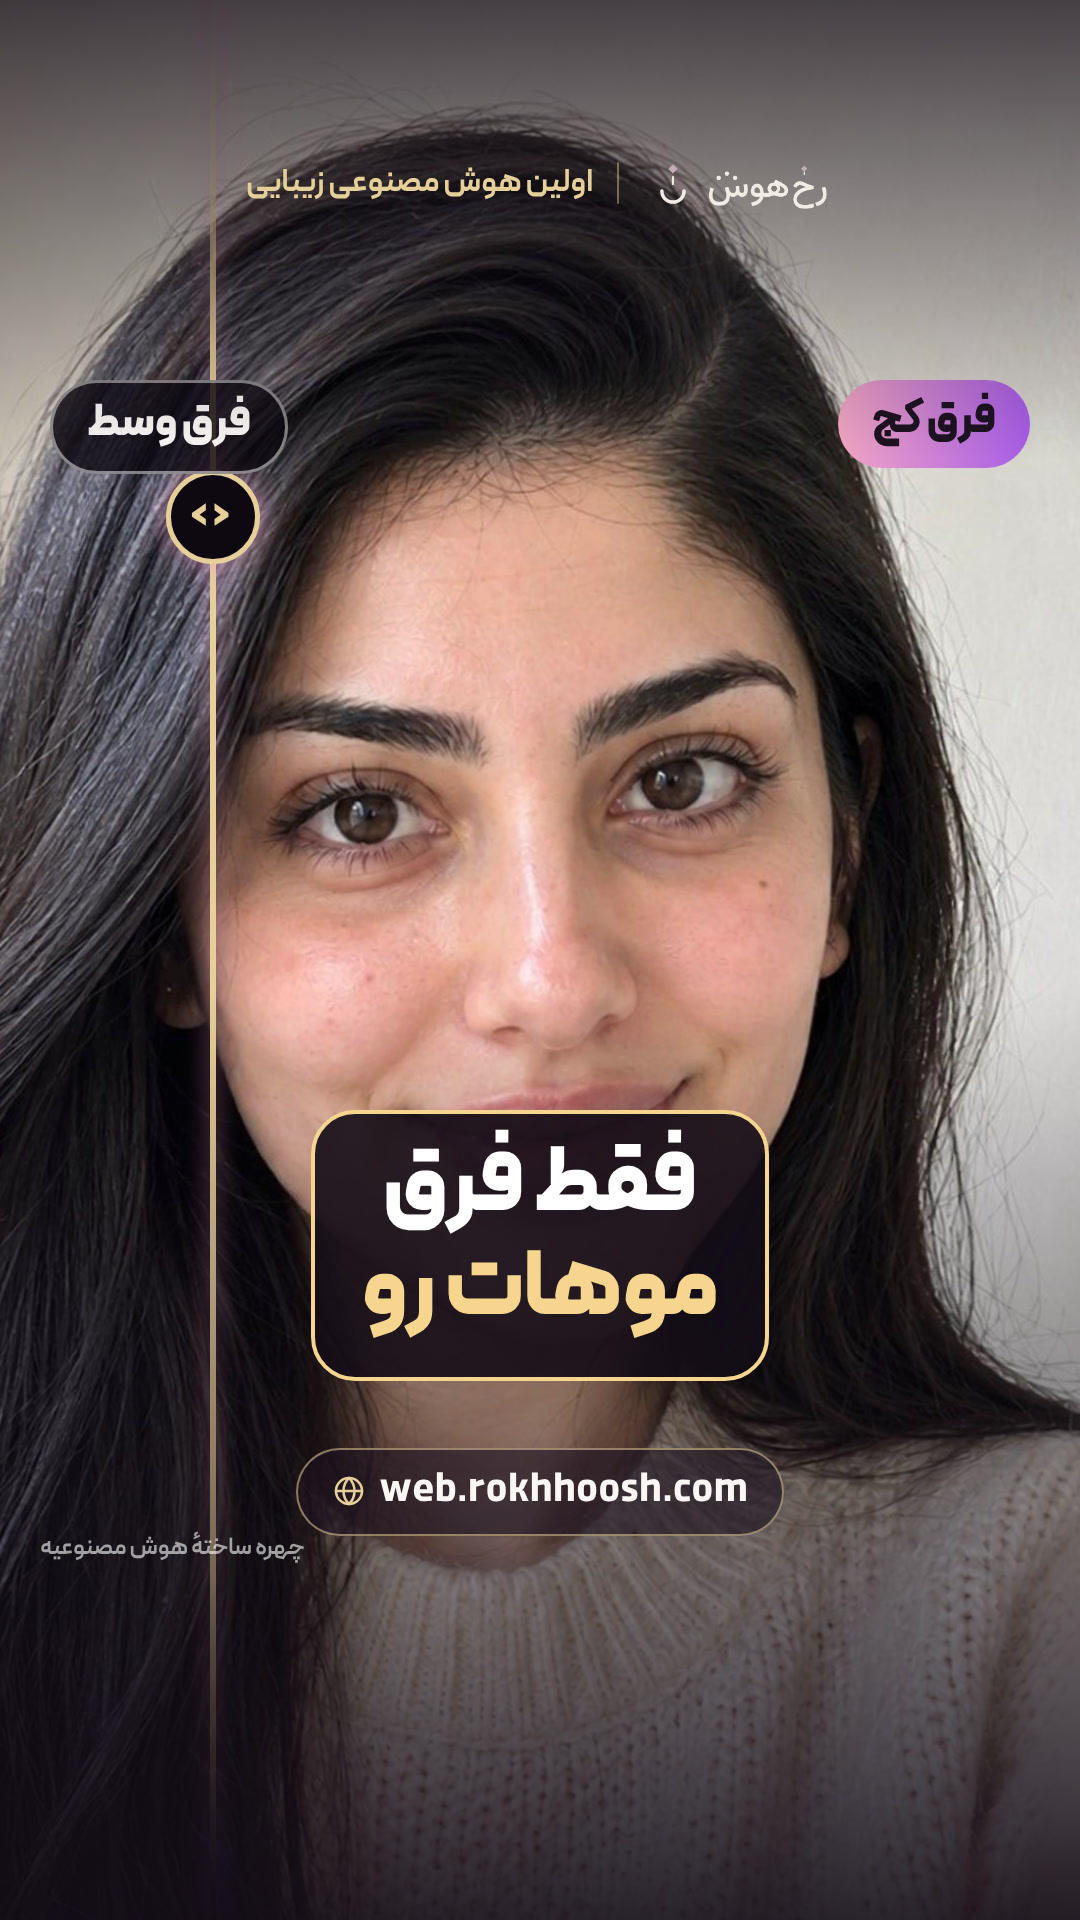 رخ هوش
اولین هوش مصنوعی زیبایی
فرق کج
فرق وسط
فقط فرق
موهات رو
web.rokhhoosh.com
چهره ساختهٔ هوش مصنوعیه